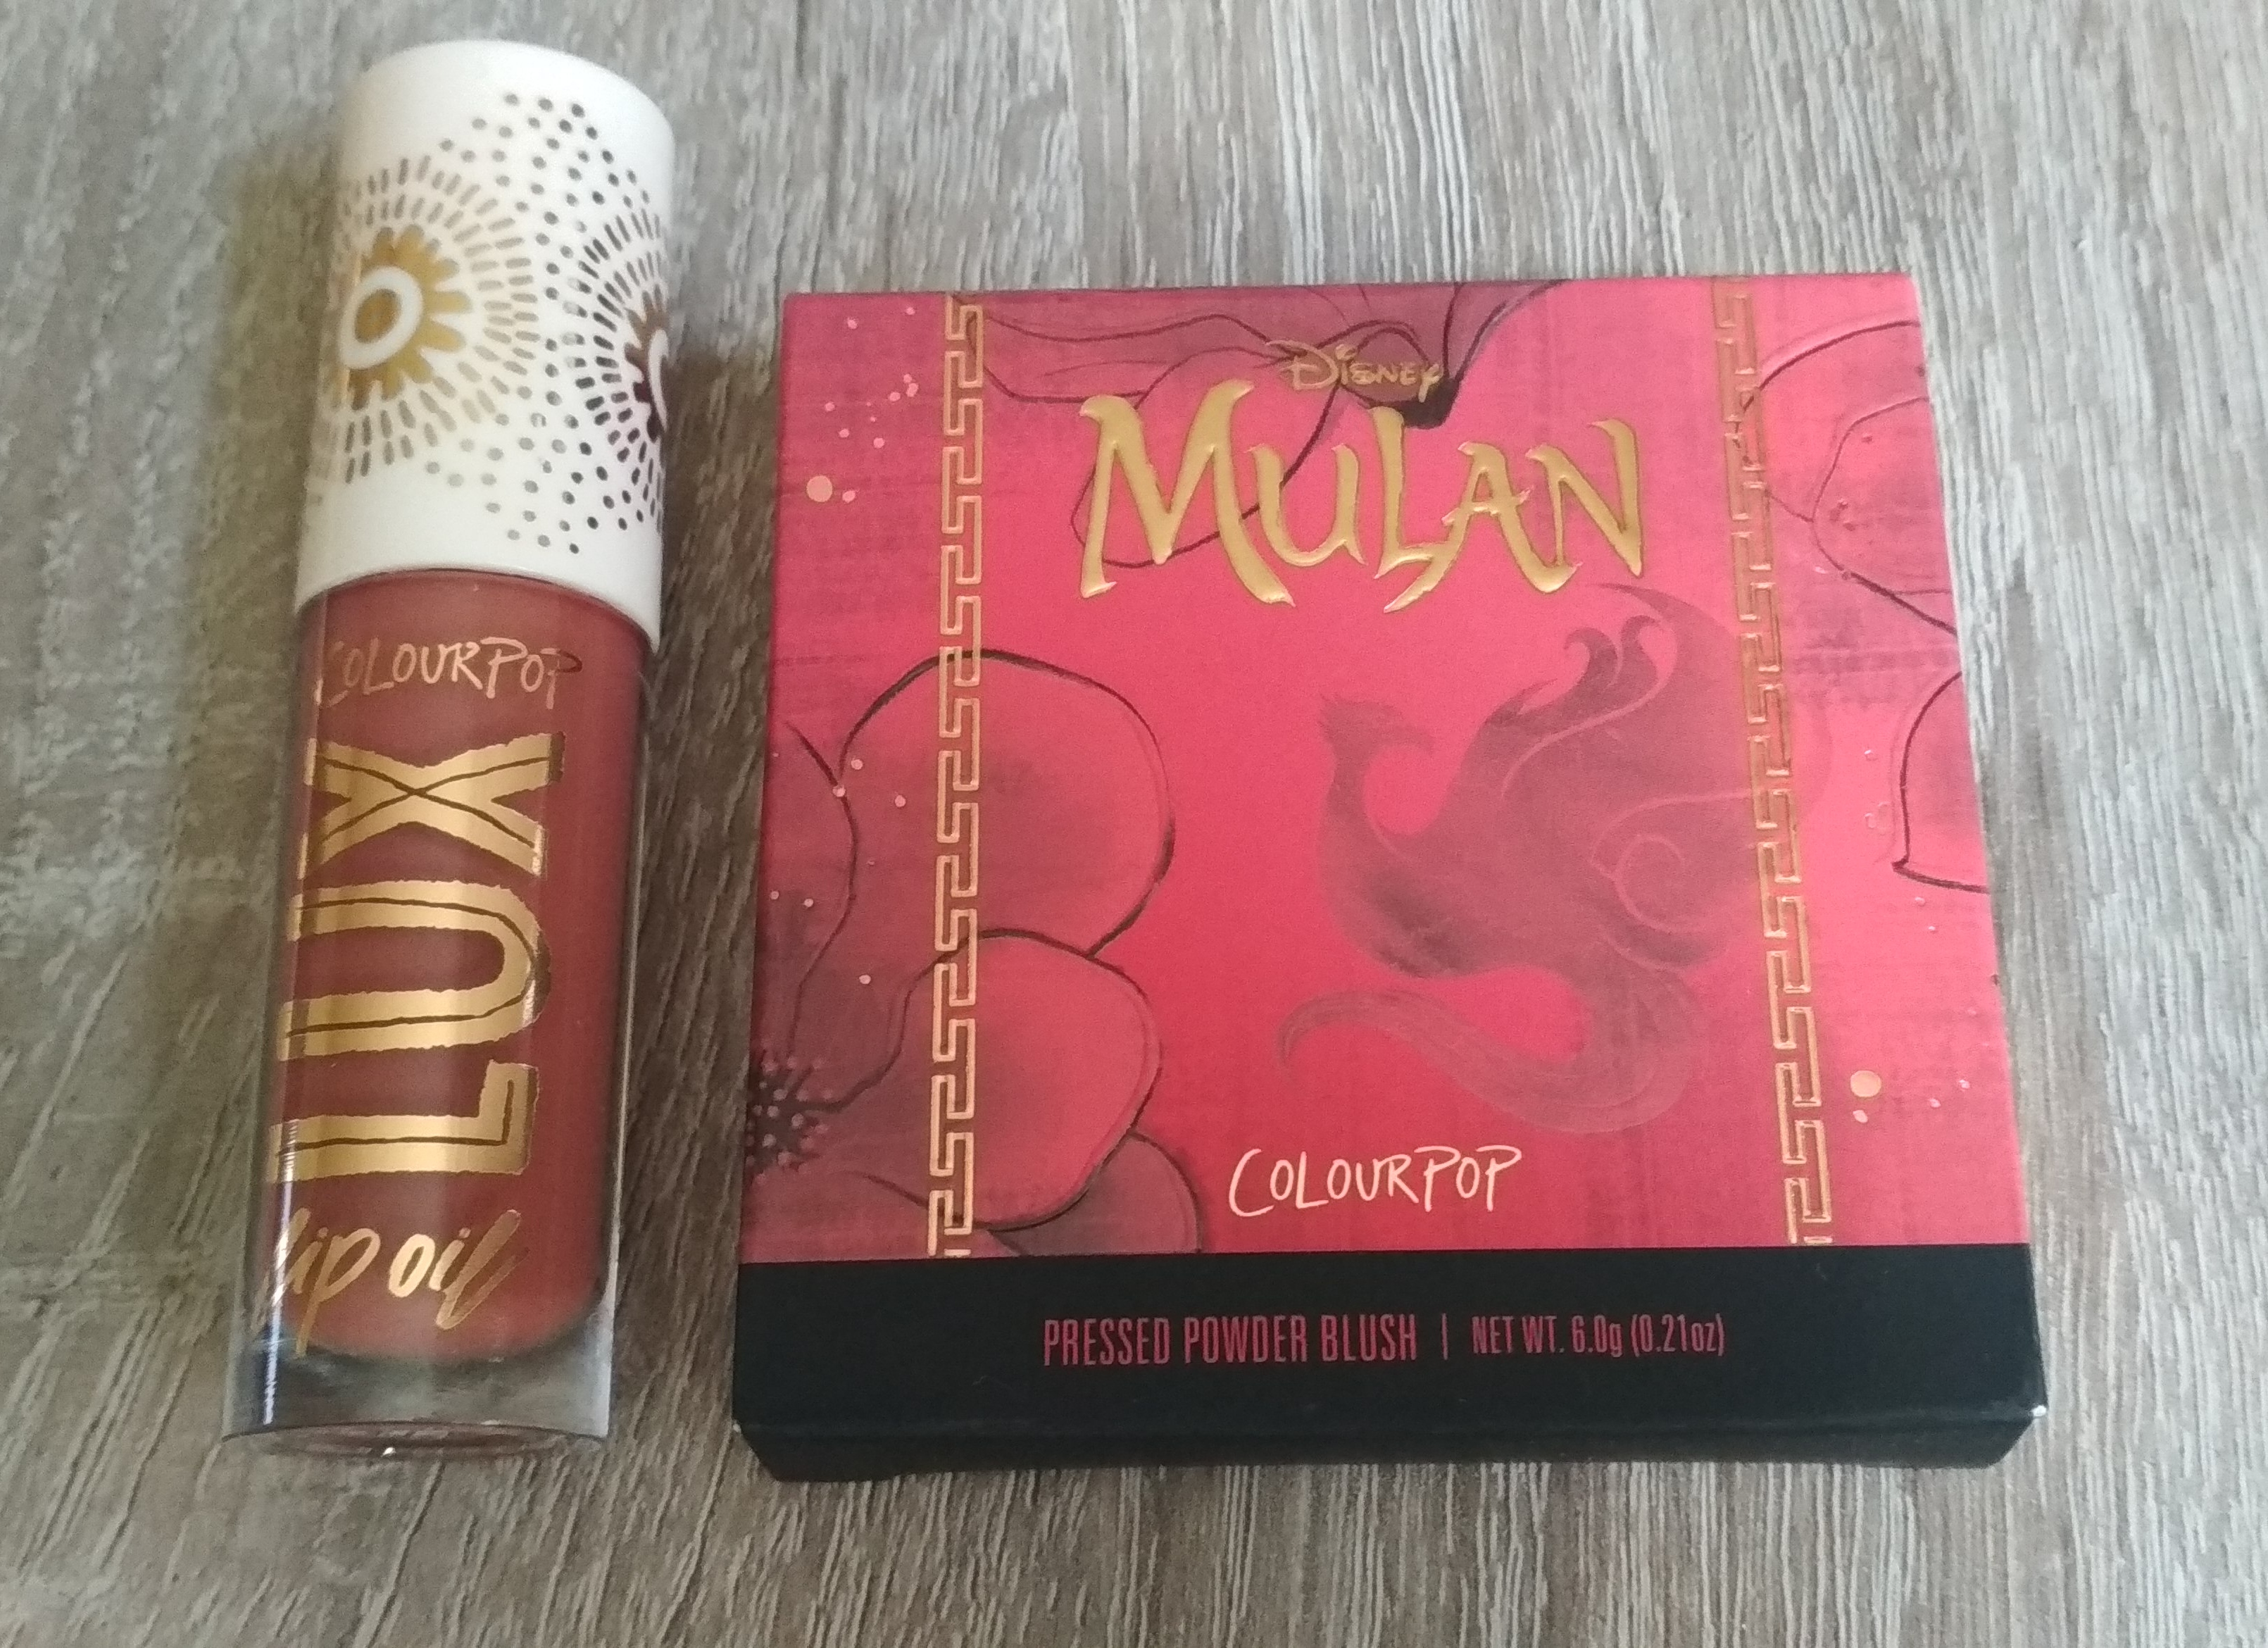 COLOURPOP
LUX
lip oil
DISNEY
MULAN
COLOURPOP
PRESSED POWDER BLUSH | NET WT. 6.0g (0.21oz)